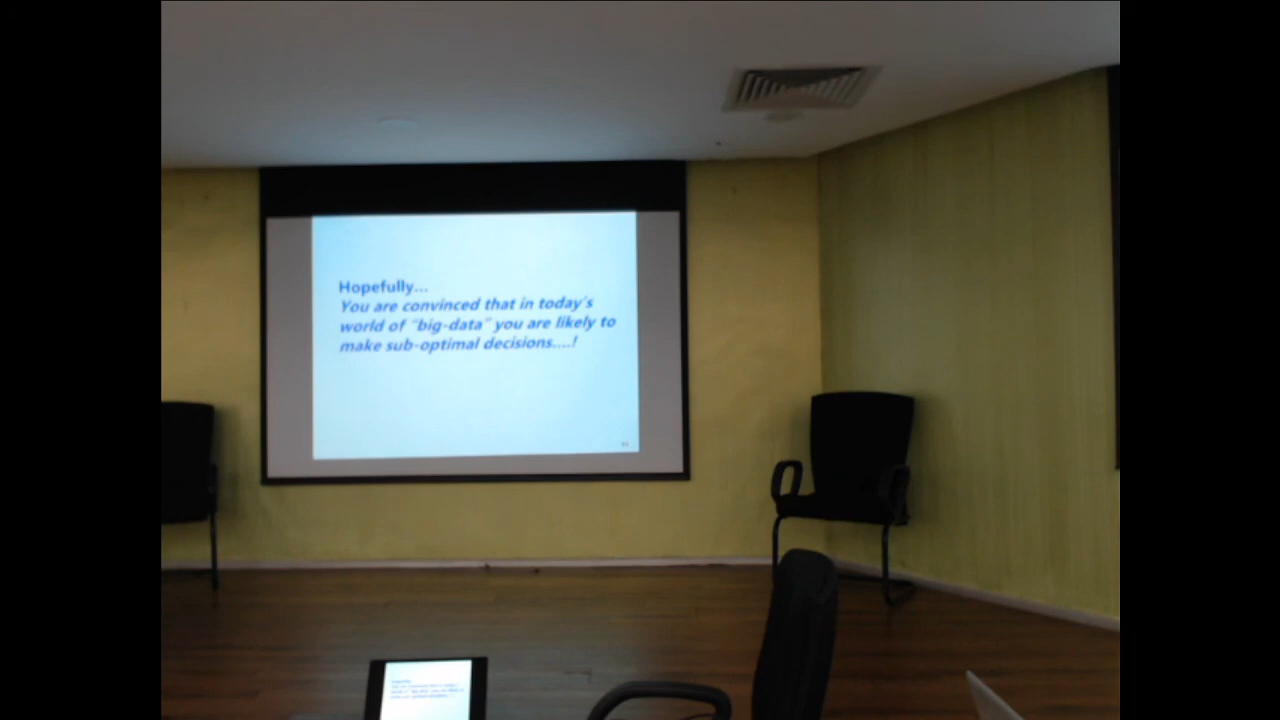 Hopefully...
You are convinced that in today's
world of "big-data" you are likely to
make sub-optimal decisions....!